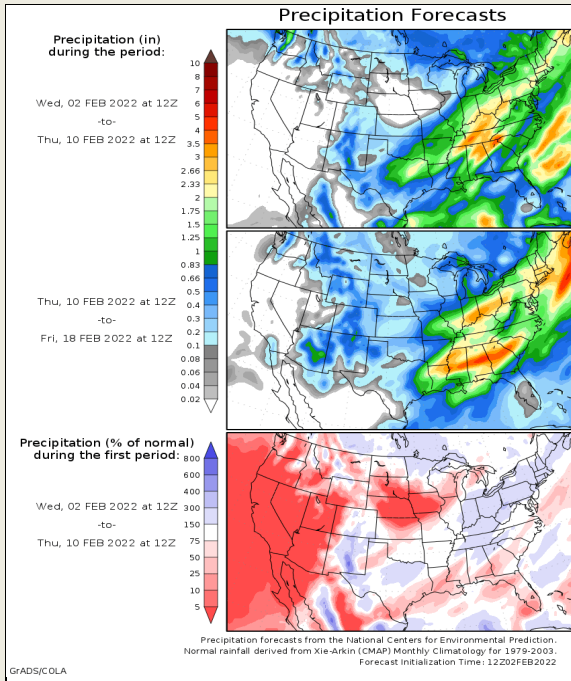 Precipitation Forecasts
Precipitation (in)
during the period:
Wed, 02 FEB 2022 at 12Z
-to-
Thu, 10 FEB 2022 at 12Z
10
8
7
6
5
4
3.5
3
2.66
2.33
2
1.75
1.5
1.25
1
0.83
0.66
0.5
0.4
0.3
0.2
0.1
0.08
0.06
0.04
0.02
Thu, 10 FEB 2022 at 12Z
-to-
Fri, 18 FEB 2022 at 12Z
Precipitation (% of normal)
during the first period:
Wed, 02 FEB 2022 at 12Z
-to-
Thu, 10 FEB 2022 at 12Z
800
600
400
300
150
75
50
25
10
5
Precipitation forecasts from the National Centers for Environmental Prediction.
Normal rainfall derived from Xie-Arkin (CMAP) Monthly Climatology for 1979-2003.
Forecast Initialization Time: 12Z02FEB2022
GrADS/COLA